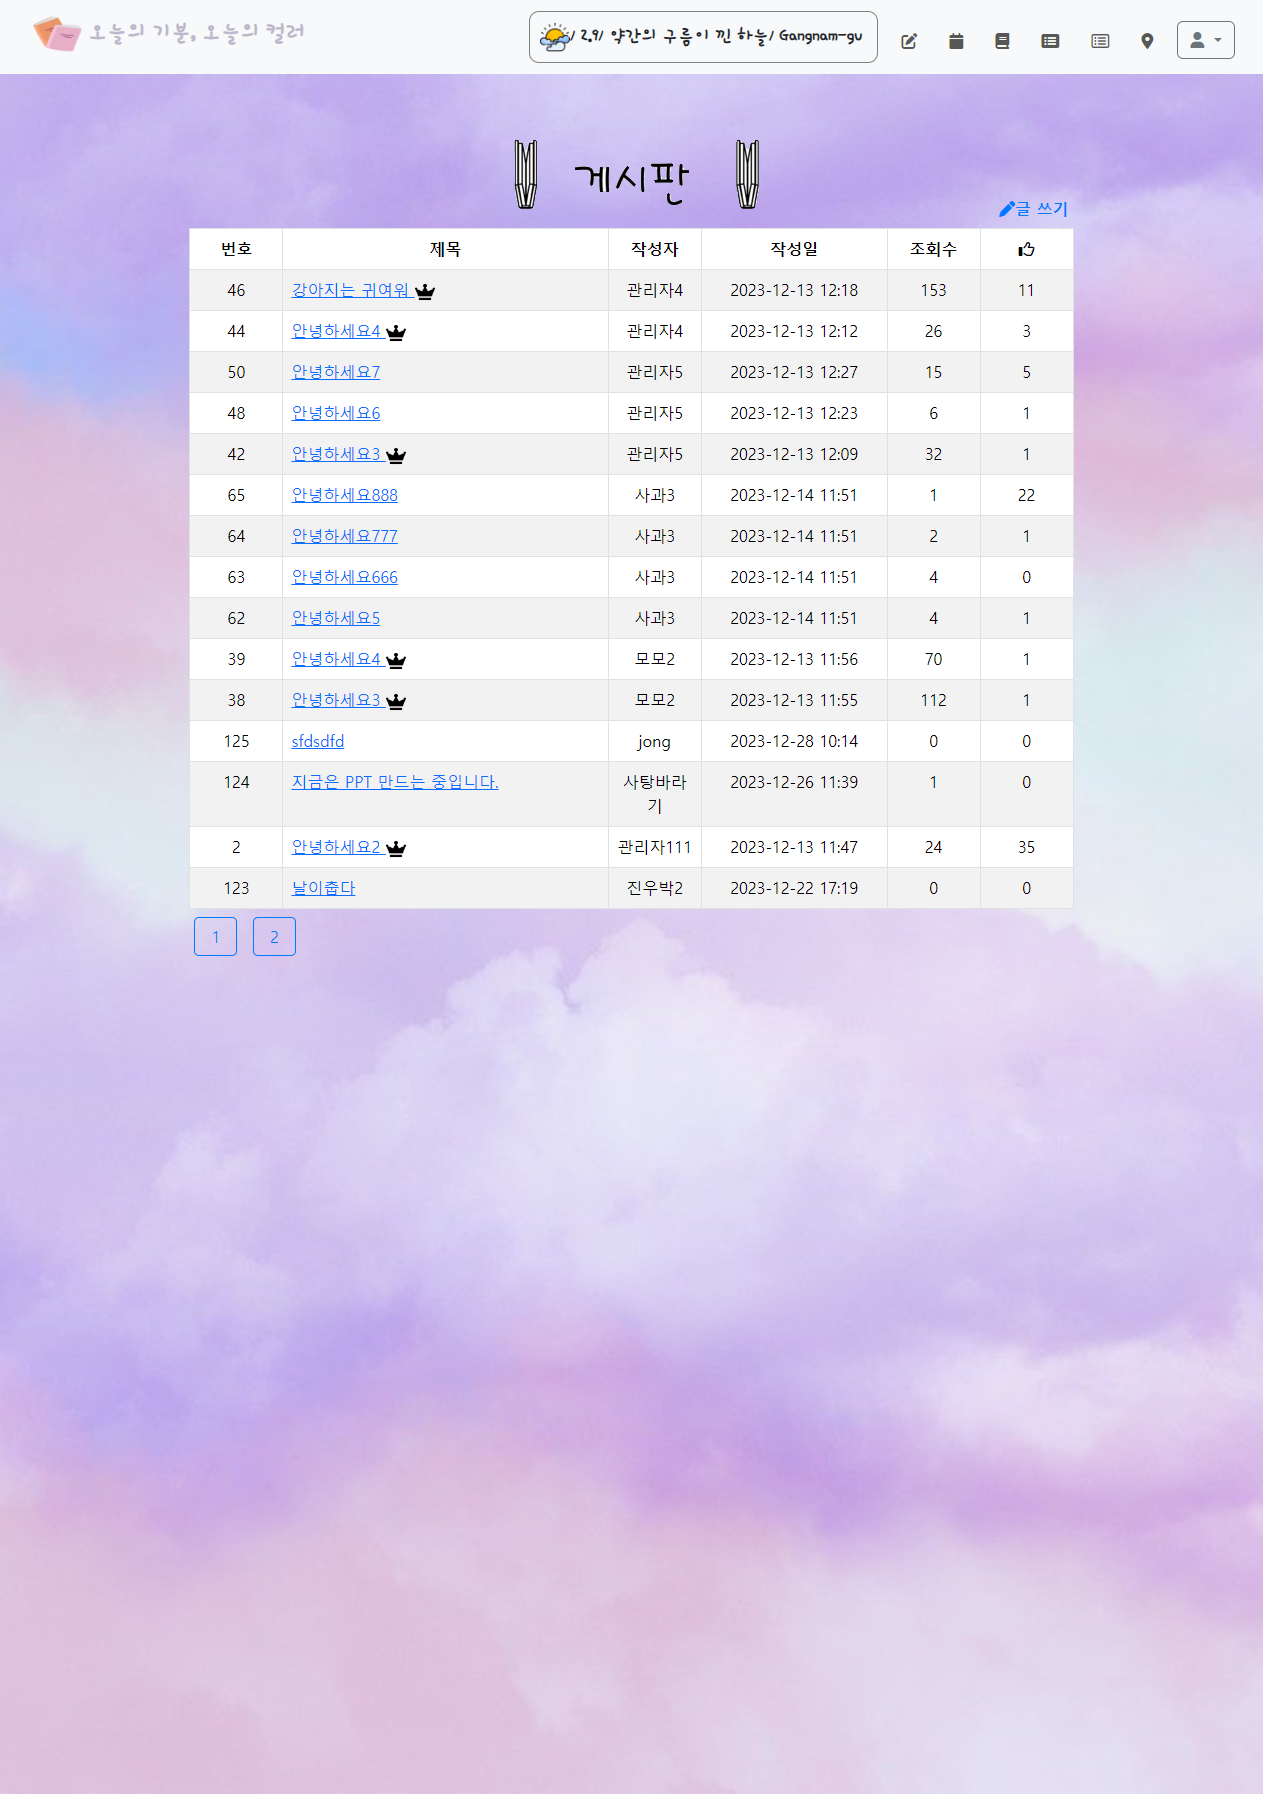 오늘의 기분, 오늘의 컬러
/ 2.9/ 약간의 구름이 낀 하늘/ Gangnam-gu
게시판
글 쓰기
번호 제목 작성자 작성일 조회수
46 강아지는 귀여워 관리자4 2023-12-13 12:18 153 11
44 안녕하세요4 관리자4 2023-12-13 12:12 26 3
50 안녕하세요7 관리자5 2023-12-13 12:27 15 5
48 안녕하세요6 관리자5 2023-12-13 12:23 6 1
42 안녕하세요3 관리자5 2023-12-13 12:09 32 1
65 안녕하세요888 사과3 2023-12-14 11:51 1 22
64 안녕하세요777 사과3 2023-12-14 11:51 2 1
63 안녕하세요666 사과3 2023-12-14 11:51 4 0
62 안녕하세요5 사과3 2023-12-14 11:51 4 1
39 안녕하세요4 모모2 2023-12-13 11:56 70 1
38 안녕하세요3 모모2 2023-12-13 11:55 112 1
125 sfdsdfd jong 2023-12-28 10:14 0 0
124 지금은 PPT 만드는 중입니다. 사탕바라 2023-12-26 11:39 1 0
기
2 안녕하세요2 관리자111 2023-12-13 11:47 24 35
123 날이춥다 진우박2 2023-12-22 17:19 0 0
1 2